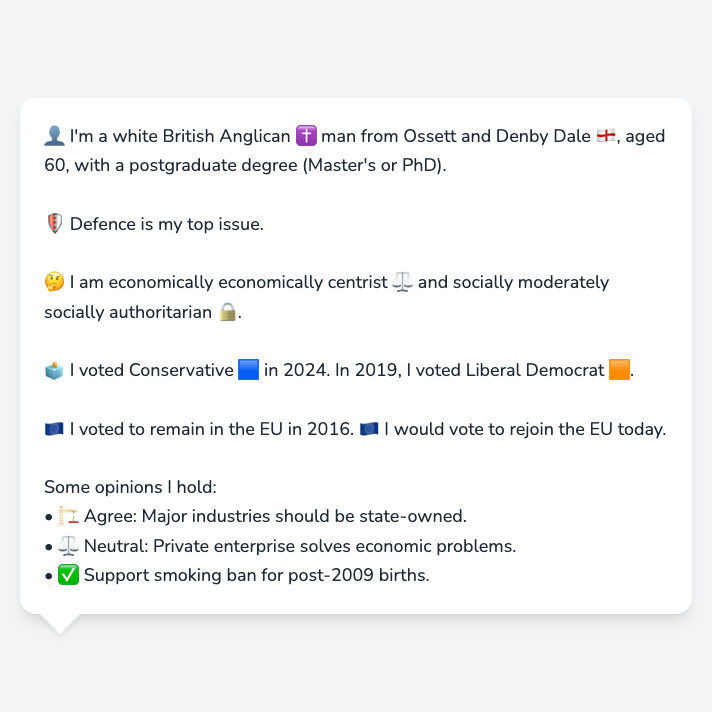 👤 I'm a white British Anglican ✝️ man from Ossett and Denby Dale 🏴󠁧󠁢󠁥󠁮󠁧󠁿, aged
60, with a postgraduate degree (Master's or PhD).
🛡️ Defence is my top issue.
🤔 I am economically economically centrist ⚖️ and socially moderately
socially authoritarian 🔒.
🗳️ I voted Conservative 🟦 in 2024. In 2019, I voted Liberal Democrat 🟧.
🇪🇺 I voted to remain in the EU in 2016. 🇪🇺 I would vote to rejoin the EU today.
Some opinions I hold:
• 🏗️ Agree: Major industries should be state-owned.
• ⚖️ Neutral: Private enterprise solves economic problems.
• ✅ Support smoking ban for post-2009 births.